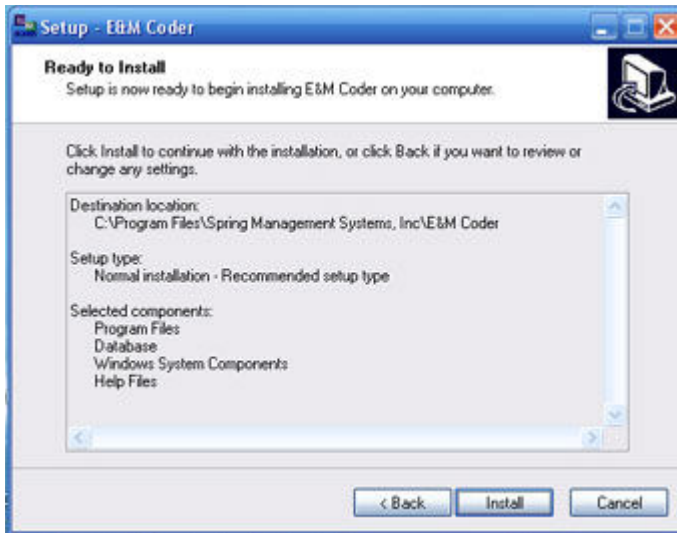 Setup - E&M Coder
Ready to Install
Setup is now ready to begin installing E&M Coder on your computer.
Click Install to continue with the installation, or click Back if you want to review or
change any settings.
Destination location:
C:\Program Files\Spring Management Systems, Inc\E&M Coder
Setup type:
Normal installation - Recommended setup type
Selected components:
Program Files
Database
Windows System Components
Help Files
< Back
Install
Cancel